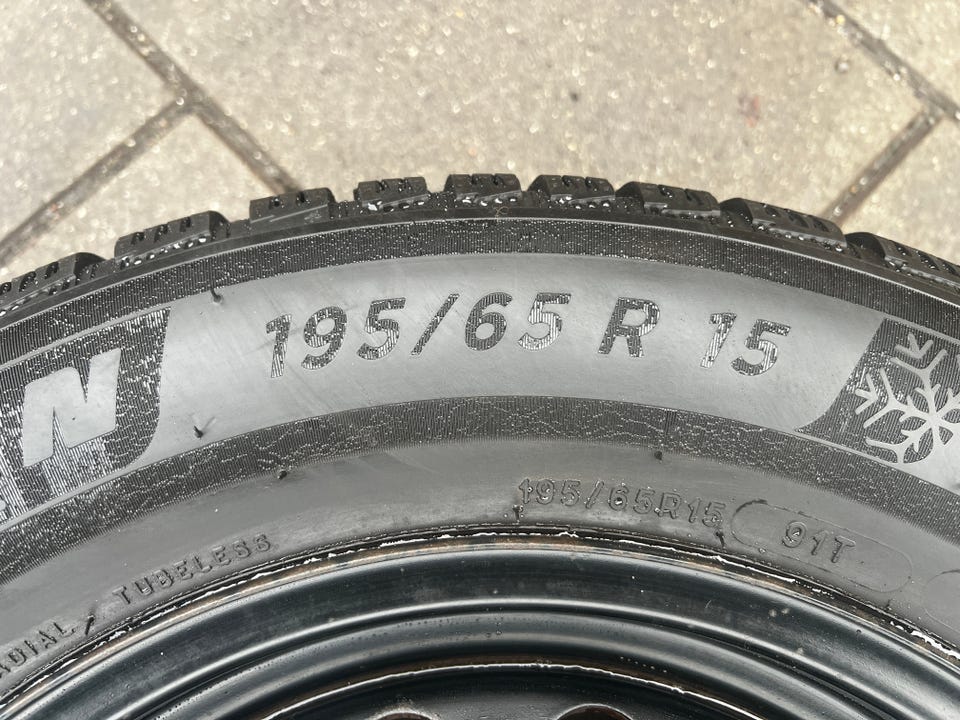 N 195/65 R 15
195/65R15 91T
RADIAL TUBELESS